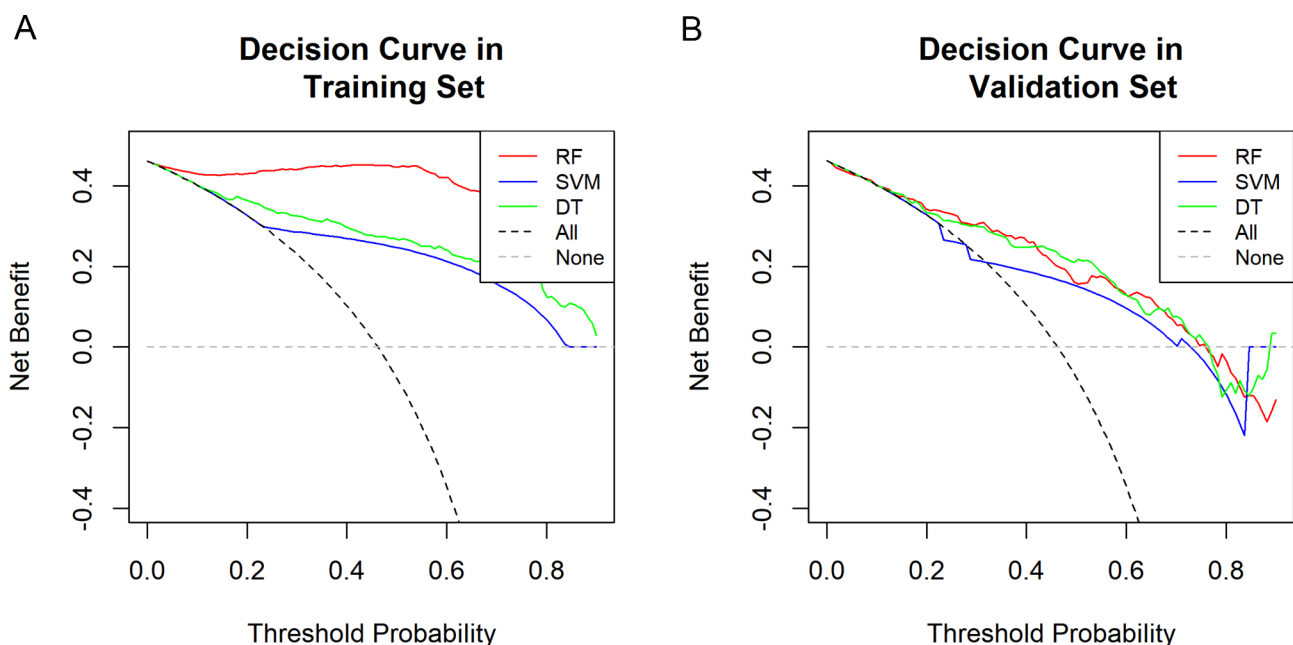 A
Decision Curve in
Training Set
RF
SVM
DT
All
None
Net Benefit
0.4
0.2
0.0
-0.2
-0.4
0.0 0.2 0.4 0.6 0.8
Threshold Probability
B
Decision Curve in
Validation Set
RF
SVM
DT
All
None
Net Benefit
0.4
0.2
0.0
-0.2
-0.4
0.0 0.2 0.4 0.6 0.8
Threshold Probability